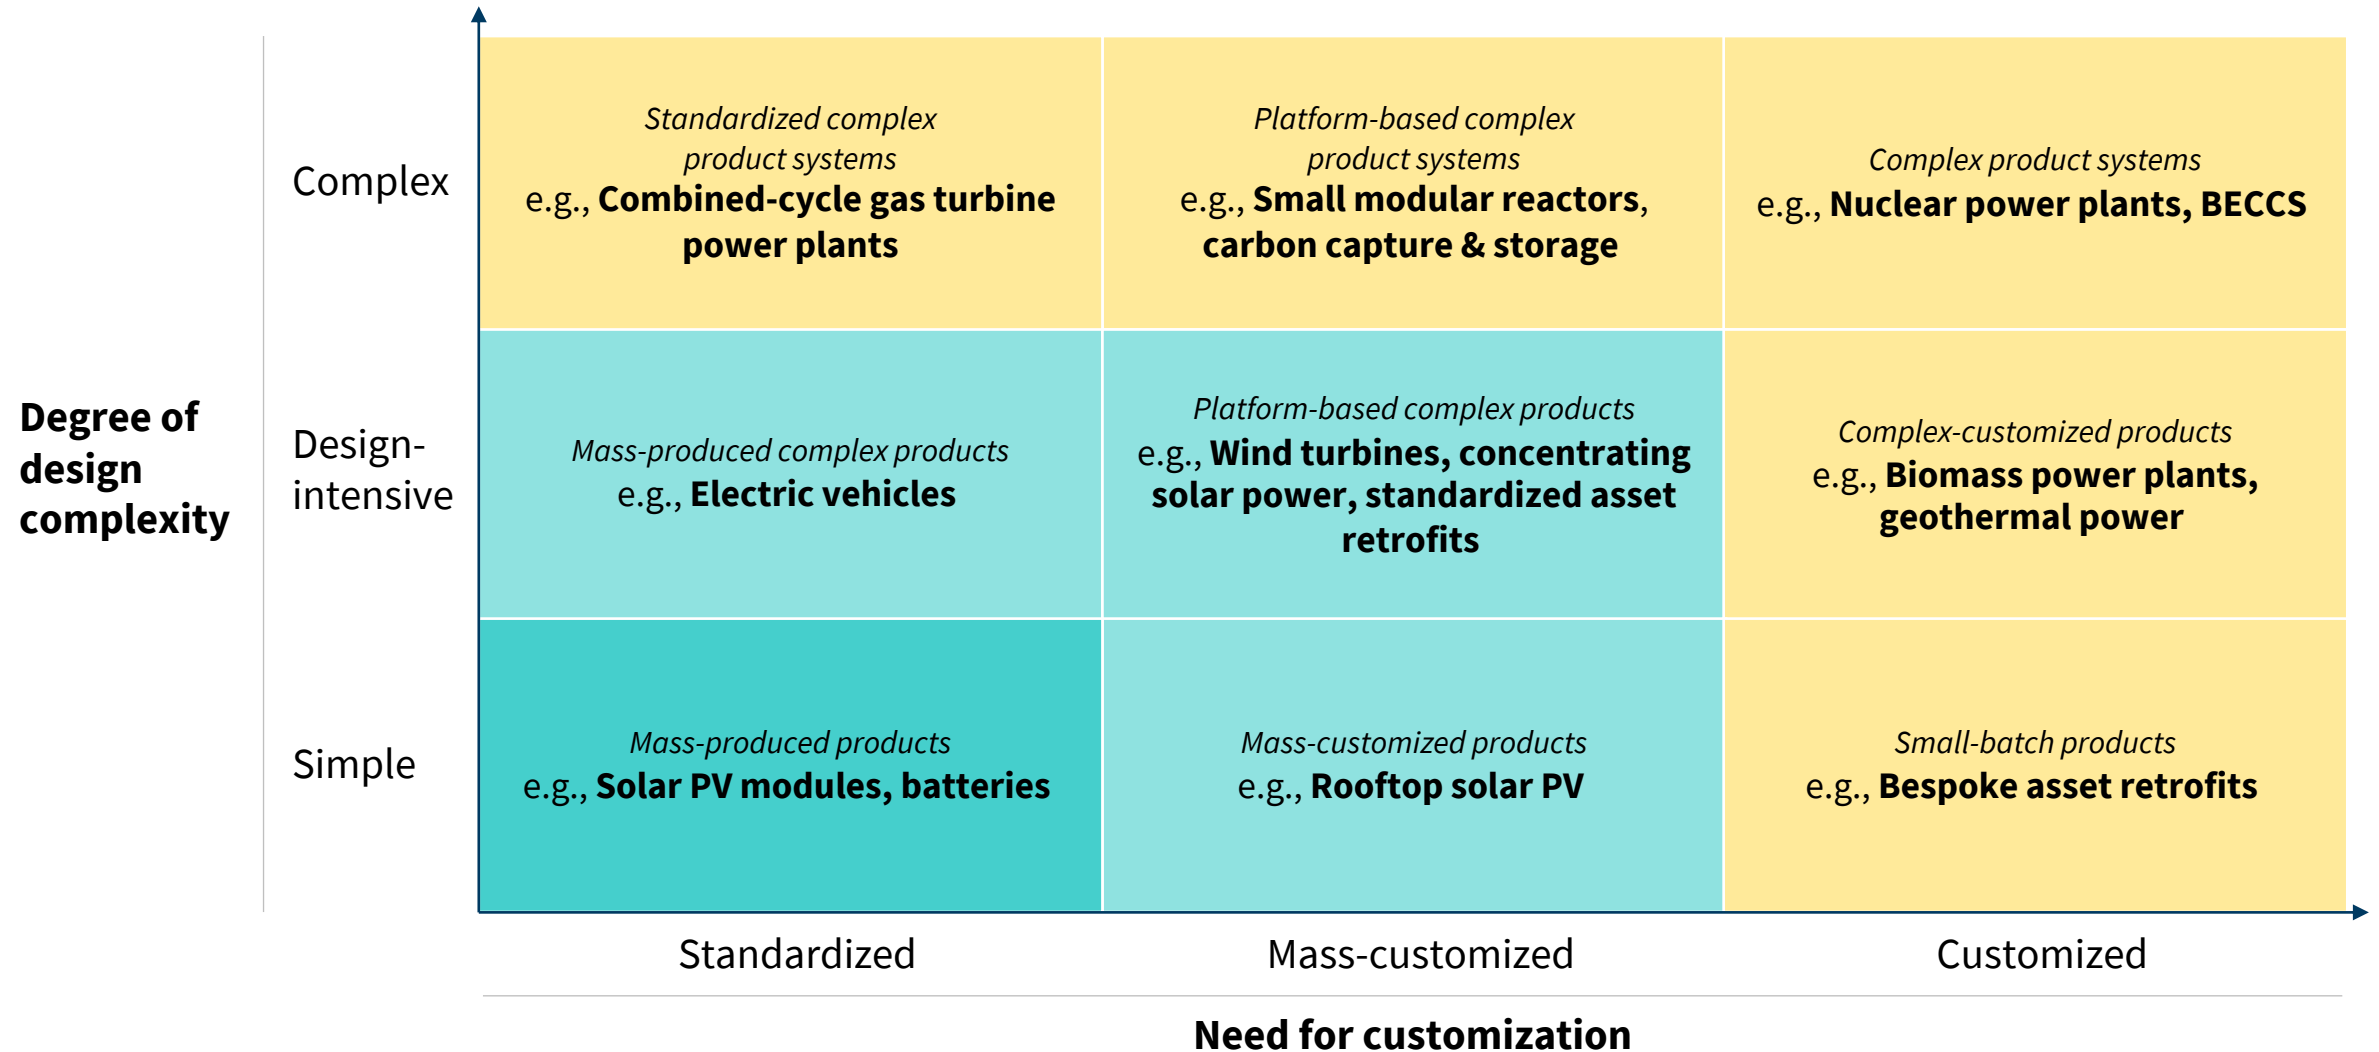 Degree of
design
complexity
Complex
Standardized complex
product systems
e.g., Combined-cycle gas turbine
power plants
Platform-based complex
product systems
e.g., Small modular reactors,
carbon capture & storage
Complex product systems
e.g., Nuclear power plants, BECCS
Design-
intensive
Mass-produced complex products
e.g., Electric vehicles
Platform-based complex products
e.g., Wind turbines, concentrating
solar power, standardized asset
retrofits
Complex-customized products
e.g., Biomass power plants,
geothermal power
Simple
Mass-produced products
e.g., Solar PV modules, batteries
Mass-customized products
e.g., Rooftop solar PV
Small-batch products
e.g., Bespoke asset retrofits
Standardized
Mass-customized
Customized
Need for customization